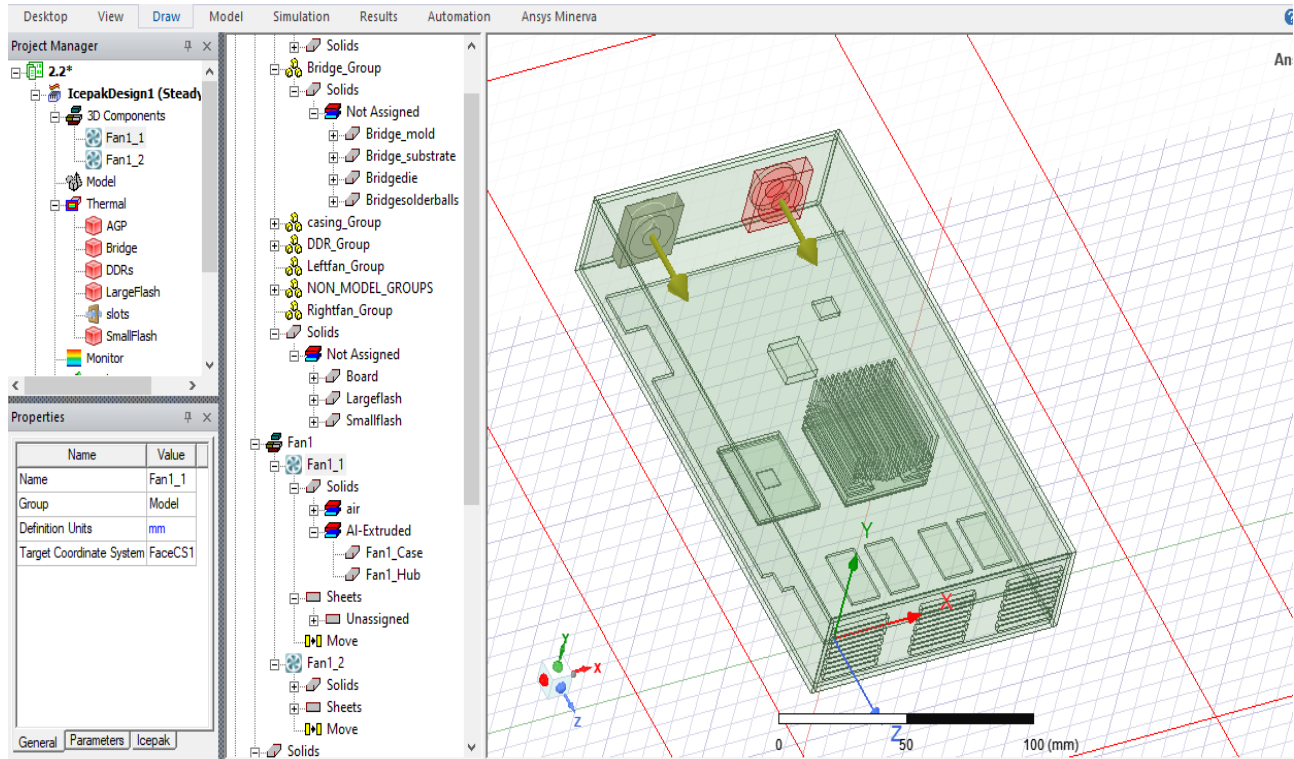 Desktop View Draw Model Simulation Results Automation Ansys Minerva
Project Manager
2.2*
IcepakDesign1 (Steady
3D Components
Fan1_1
Fan1_2
Model
Thermal
AGP
Bridge
DDRs
LargeFlash
slots
SmallFlash
Monitor
Properties
Name Value
Name Fan1_1
Group Model
Definition Units mm
Target Coordinate System FaceCS1
General Parameters Icepak
Solids
Bridge_Group
Solids
Not Assigned
Bridge_mold
Bridge_substrate
Bridgedie
Bridgesolderballs
casing_Group
DDR_Group
Leftfan_Group
NON_MODEL_GROUPS
Rightfan_Group
Solids
Not Assigned
Board
Largeflash
Smallflash
Fan1
Fan1_1
Solids
air
Al-Extruded
Fan1_Case
Fan1_Hub
Sheets
Unassigned
Move
Fan1_2
Solids
Sheets
Move
Solids
Ans
Y
X
Z
Y
X
Z
0 50 100 (mm)